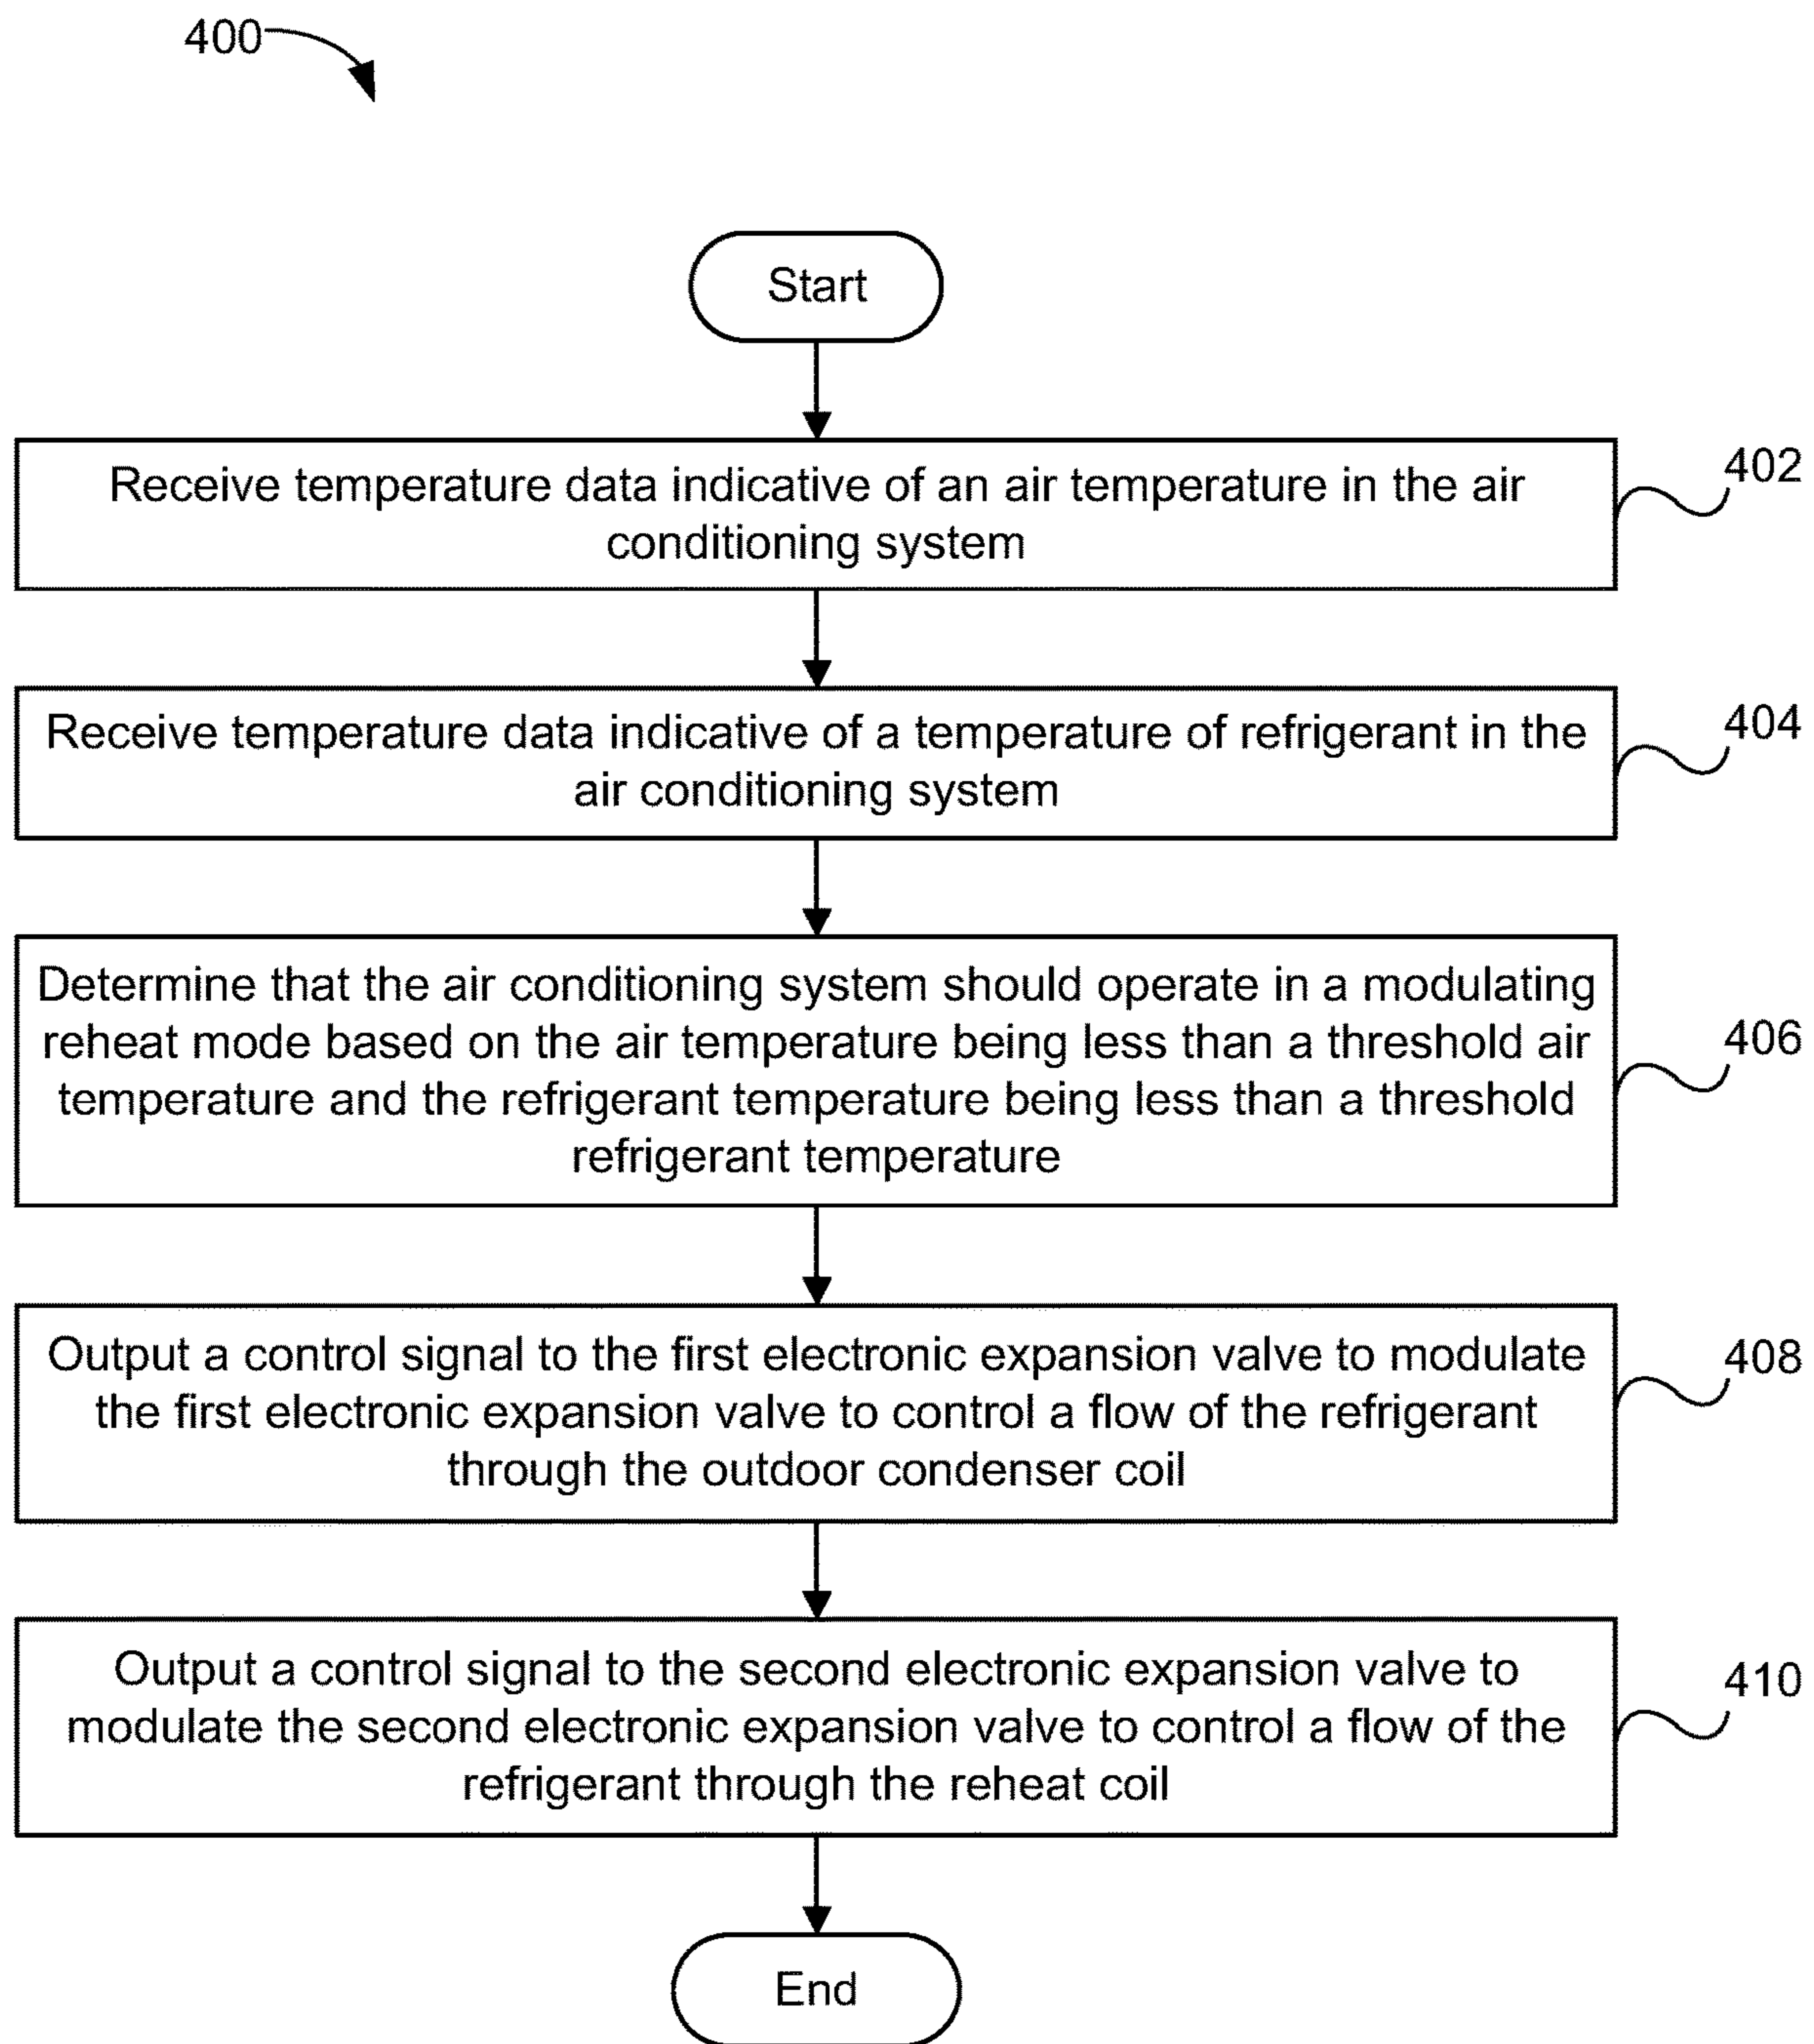 400
Start
Receive temperature data indicative of an air temperature in the air
conditioning system
402
Receive temperature data indicative of a temperature of refrigerant in the
air conditioning system
404
Determine that the air conditioning system should operate in a modulating
reheat mode based on the air temperature being less than a threshold air
temperature and the refrigerant temperature being less than a threshold
refrigerant temperature
406
Output a control signal to the first electronic expansion valve to modulate
the first electronic expansion valve to control a flow of the refrigerant
through the outdoor condenser coil
408
Output a control signal to the second electronic expansion valve to
modulate the second electronic expansion valve to control a flow of the
refrigerant through the reheat coil
410
End